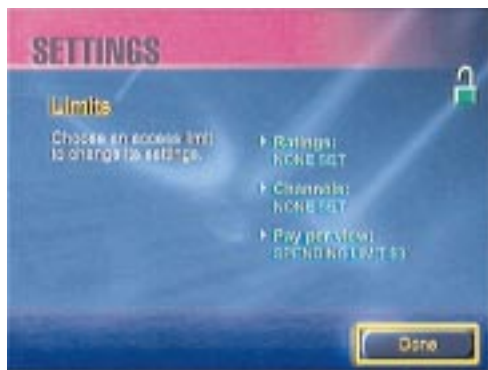 SETTINGS
Limits
Choose an access limit
to change its settings.
Ratings:
NONE SET
Channels:
NONE SET
Pay per view:
SPENDING LIMIT
Done